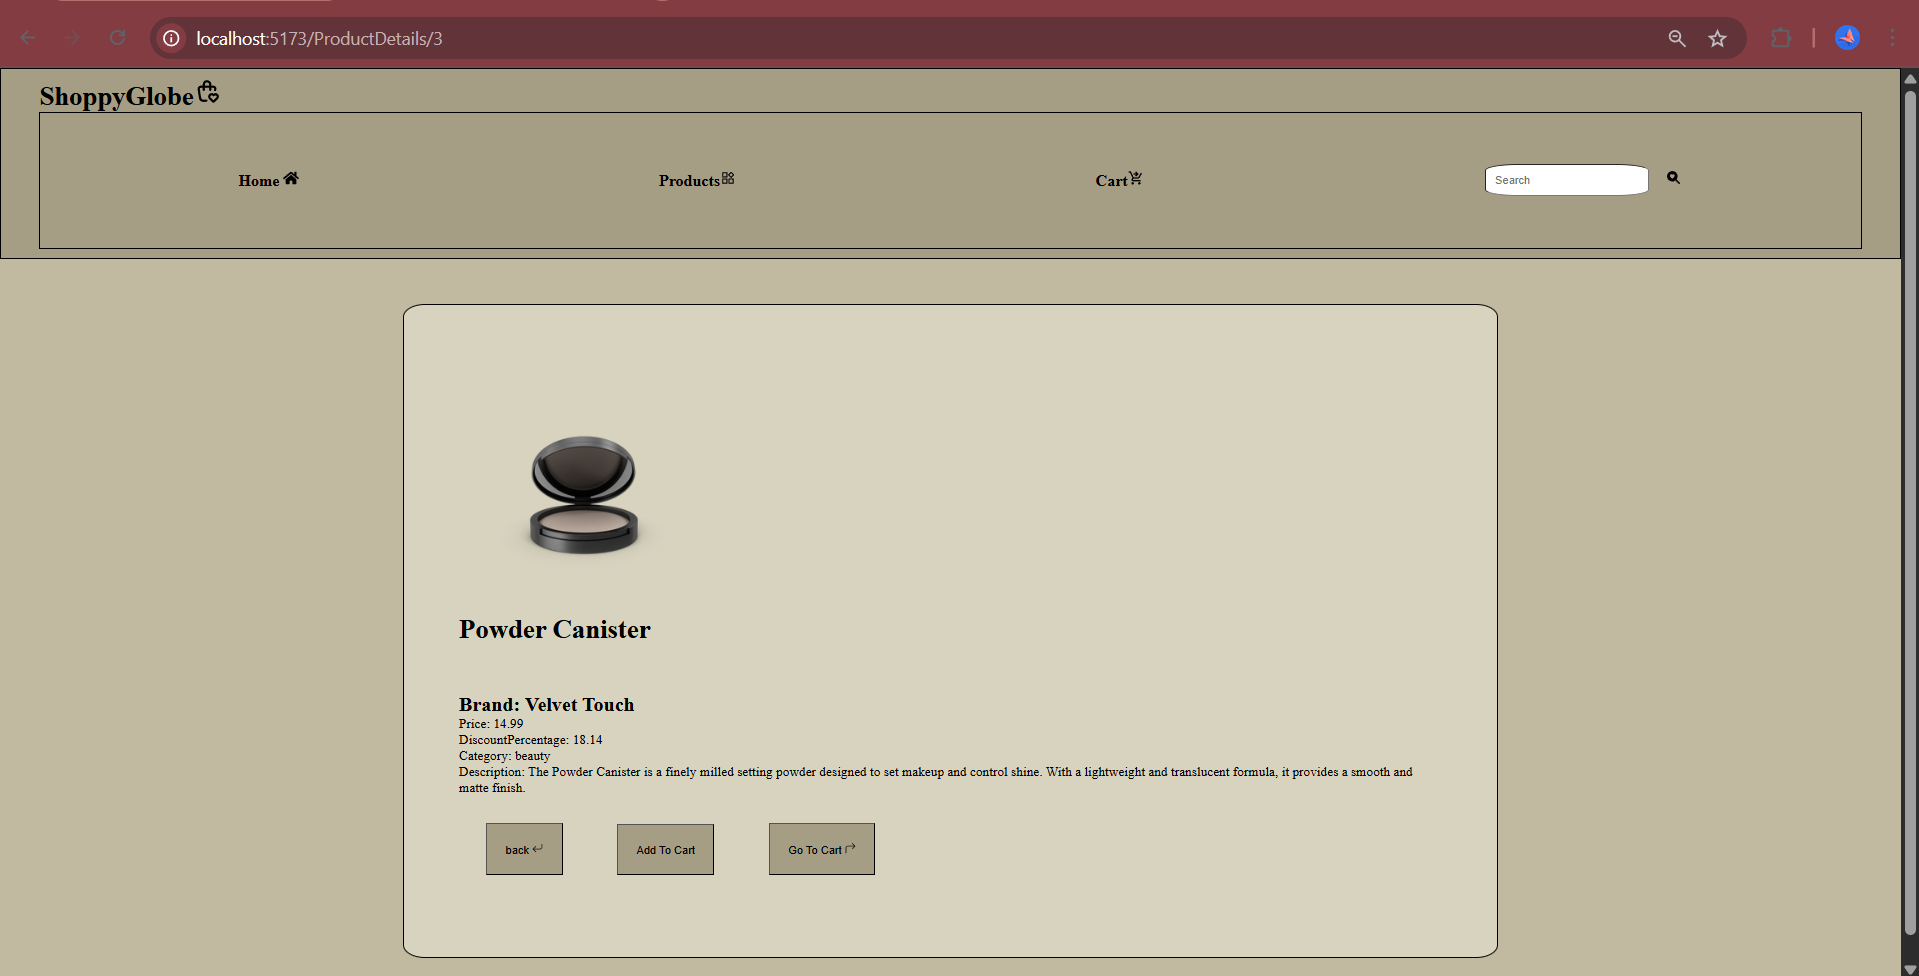 localhost:5173/ProductDetails/3
ShoppyGlobe
Home
Products
Cart
Search
Powder Canister
Brand: Velvet Touch
Price: 14.99
DiscountPercentage: 18.14
Category: beauty
Description: The Powder Canister is a finely milled setting powder designed to set makeup and control shine. With a lightweight and translucent formula, it provides a smooth and
matte finish.
back
Add To Cart
Go To Cart